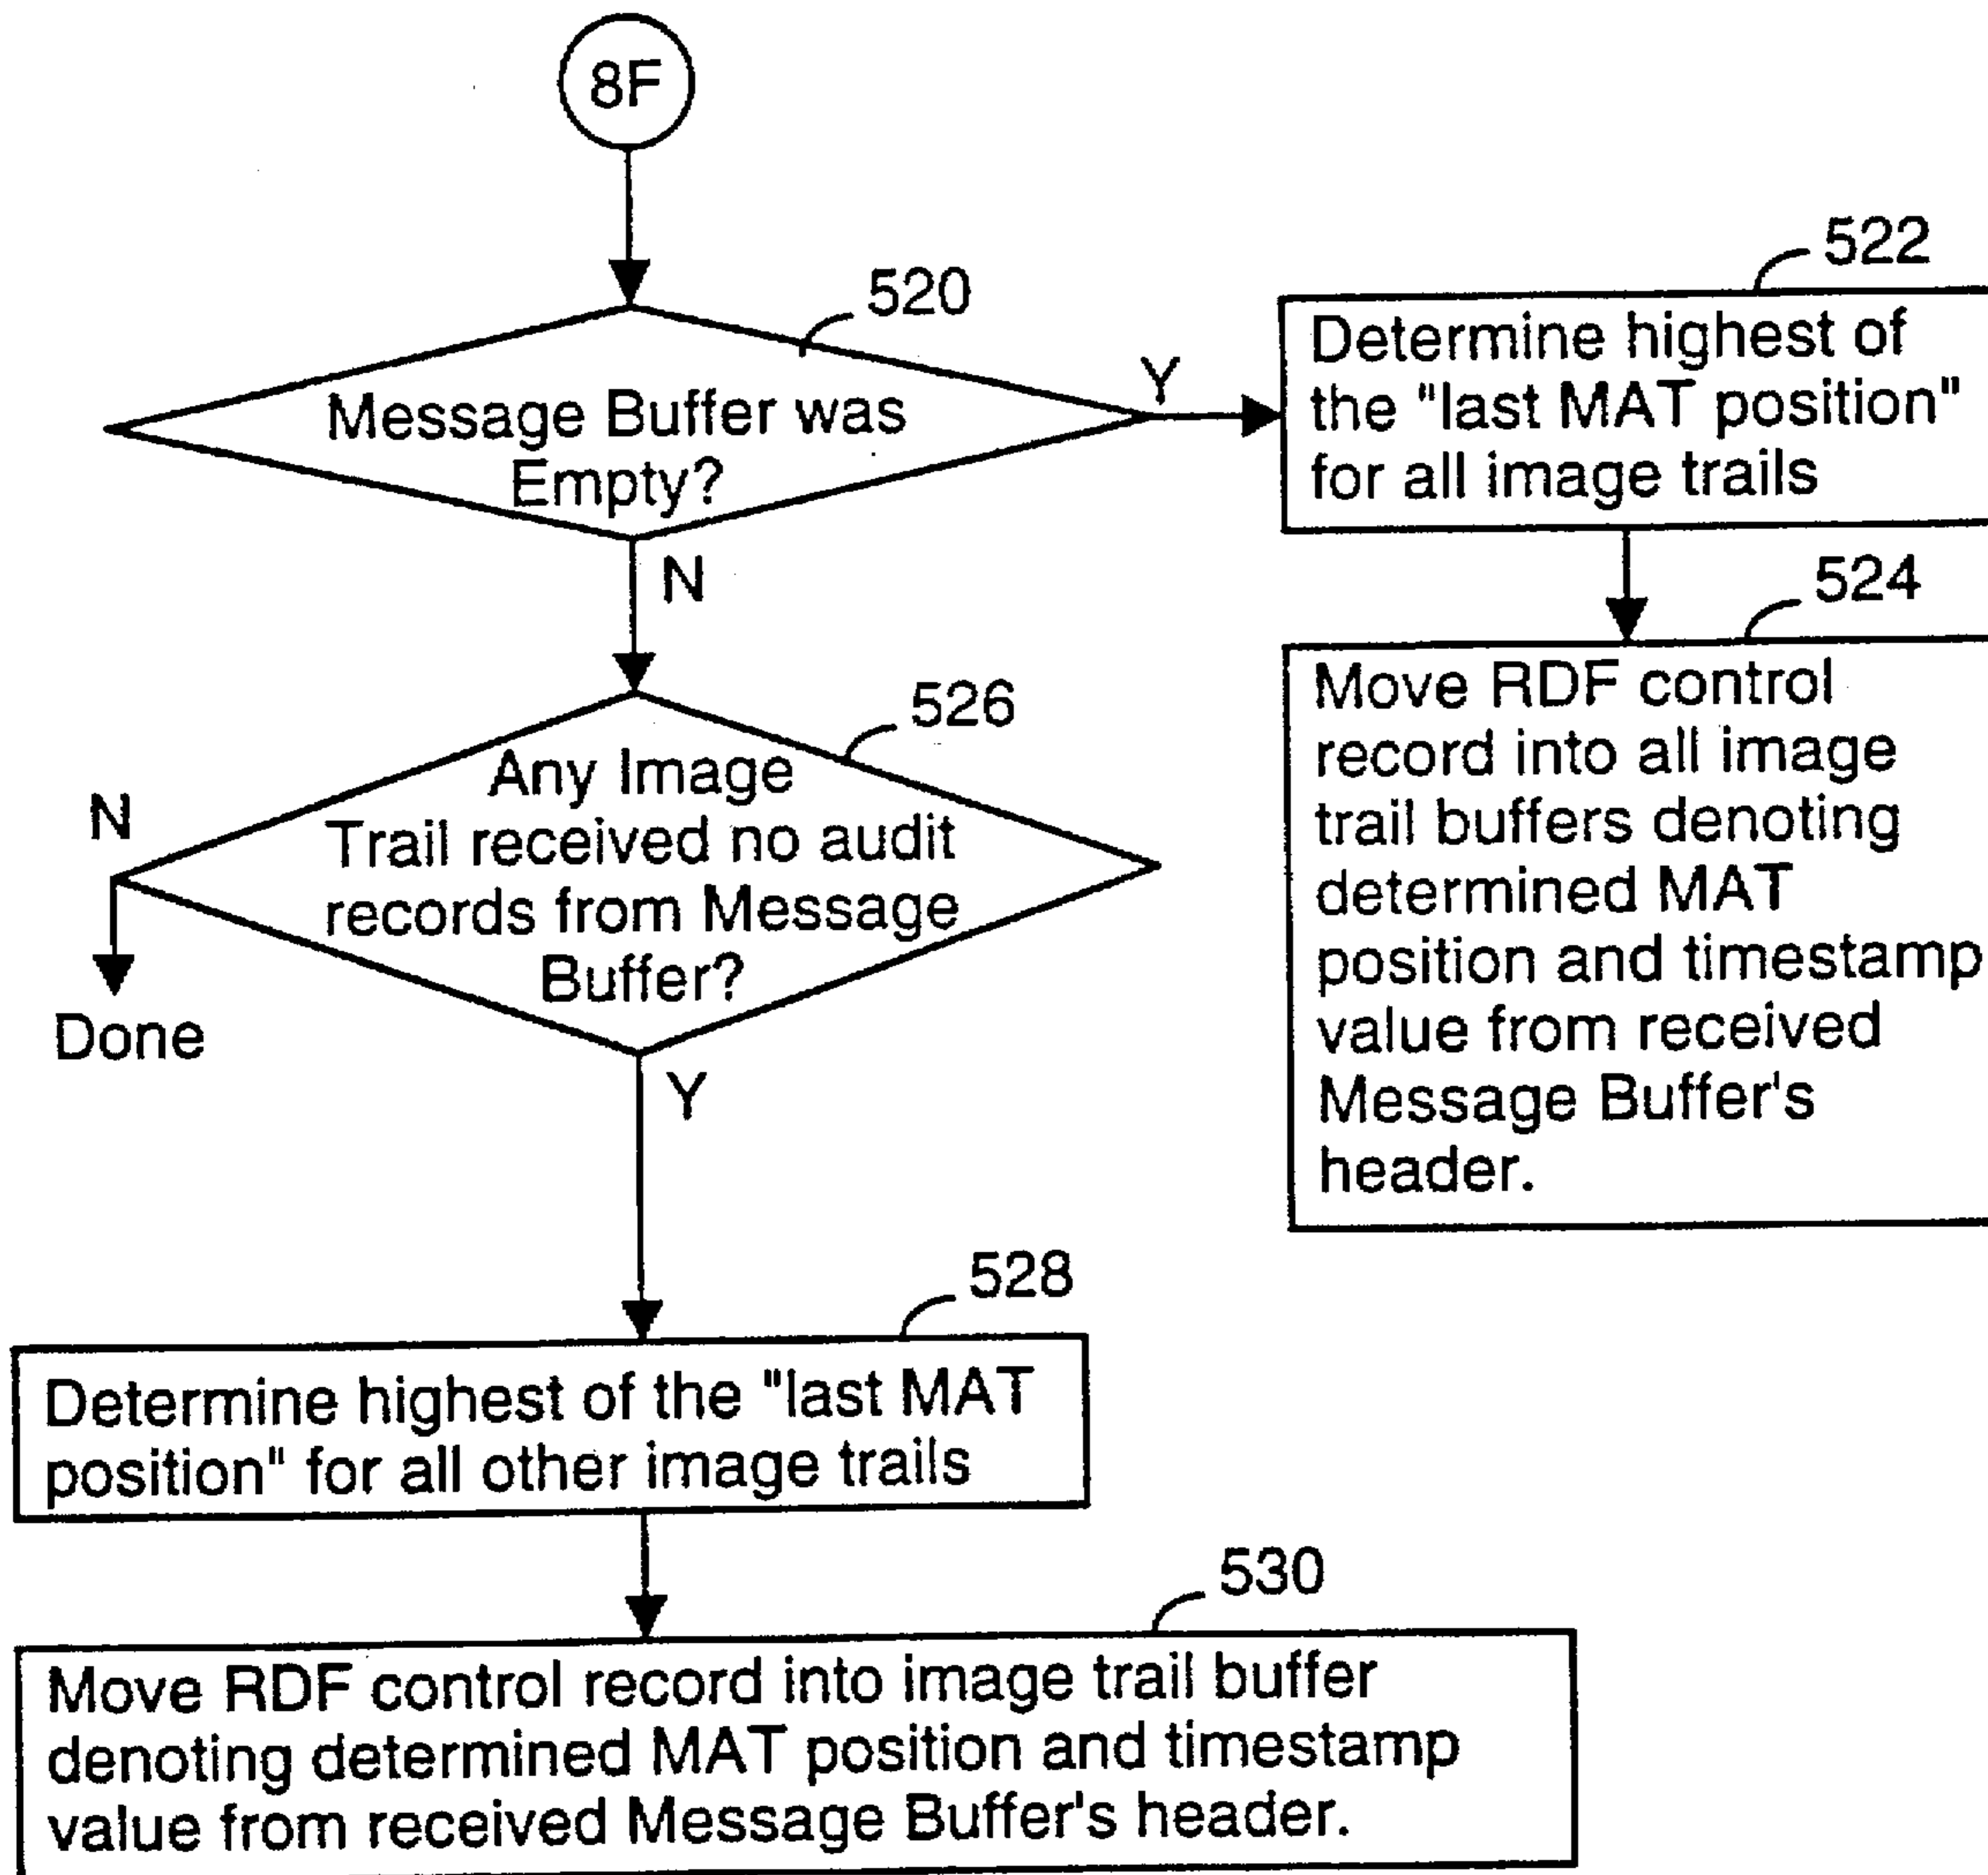 8F
520
Message Buffer was
Empty?
Y
N
522
Determine highest of
the "last MAT position"
for all image trails
524
Move RDF control
record into all image
trail buffers denoting
determined MAT
position and timestamp
value from received
Message Buffer's
header.
526
Any Image
Trail received no audit
records from Message
Buffer?
N
Done
Y
528
Determine highest of the "last MAT
position" for all other image trails
530
Move RDF control record into image trail buffer
denoting determined MAT position and timestamp
value from received Message Buffer's header.